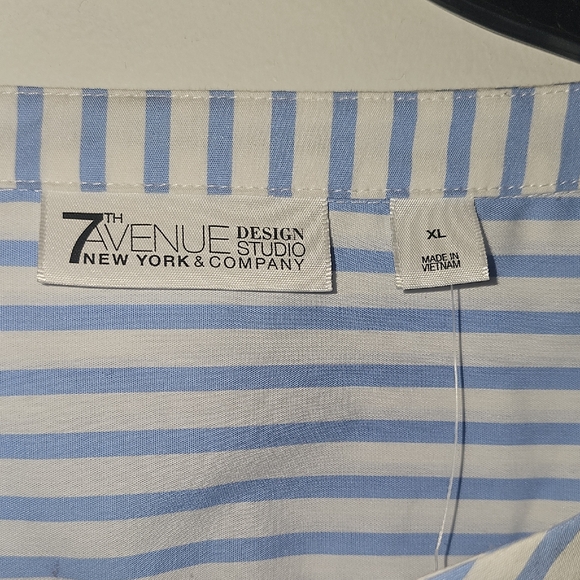 7TH AVENUE DESIGN STUDIO
NEW YORK & COMPANY
XL
MADE IN
VIETNAM